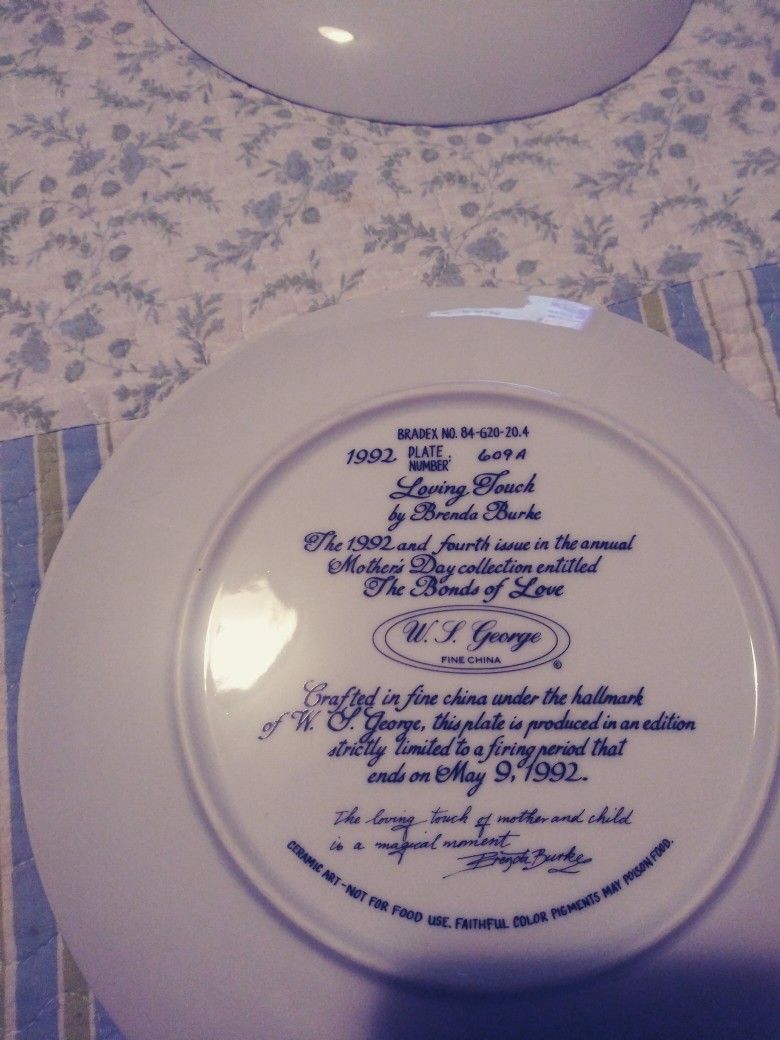 BRADEX NO. 84-G20-20.4
1992 PLATE NUMBER: 609A
Loving Touch
by Brenda Burke
The 1992 and fourth issue in the annual
Mother's Day collection entitled
The Bonds of Love
W. S. George
FINE CHINA
®
Crafted in fine china under the hallmark
of W. S. George, this plate is produced in an edition
strictly limited to a firing period that
ends on May 9, 1992.
The loving touch of mother and child
is a magical moment
Brenda Burke
CERAMIC ART - NOT FOR FOOD USE. FAITHFUL COLOR PIGMENTS MAY POISON FOOD.